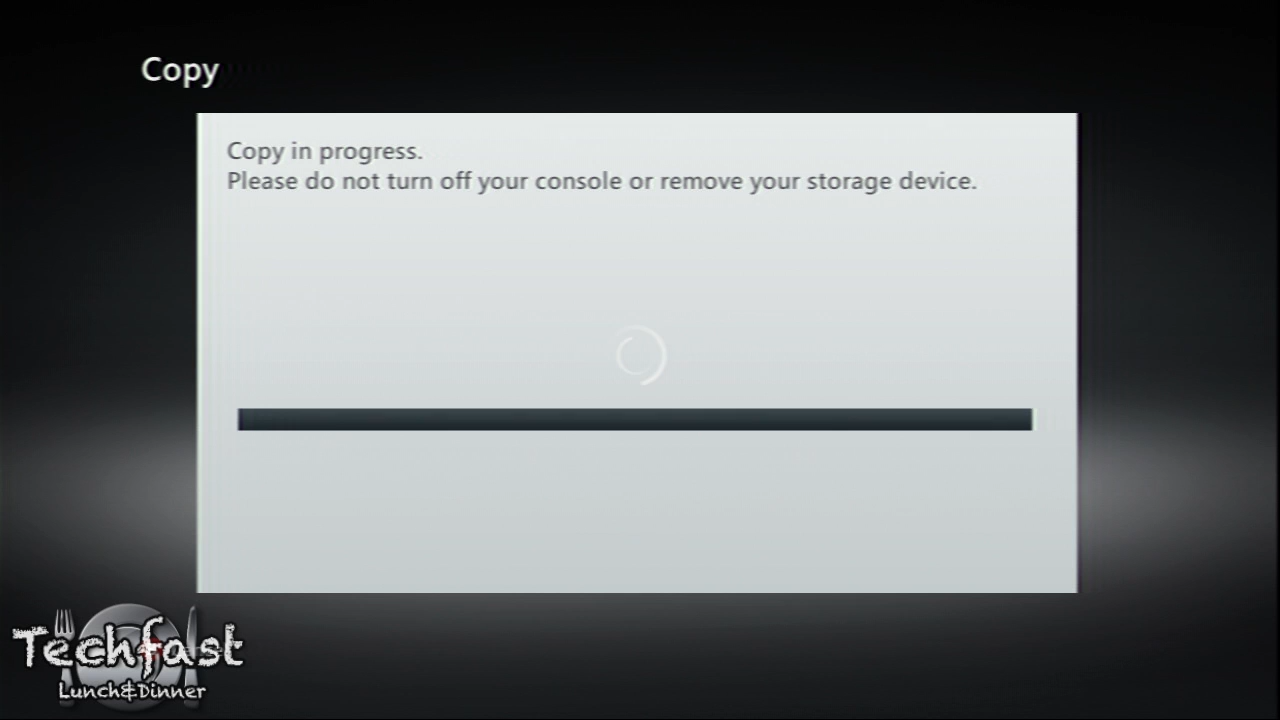 Copy
Copy in progress.
Please do not turn off your console or remove your storage device.
Techfast
Lunch&Dinner